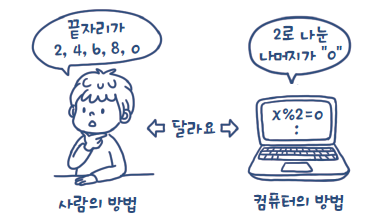 끝자리가
2, 4, 6, 8, 0
2로 나눈
나머지가 "0"
X%2=0
:
달라요
사람의 방법
컴퓨터의 방법